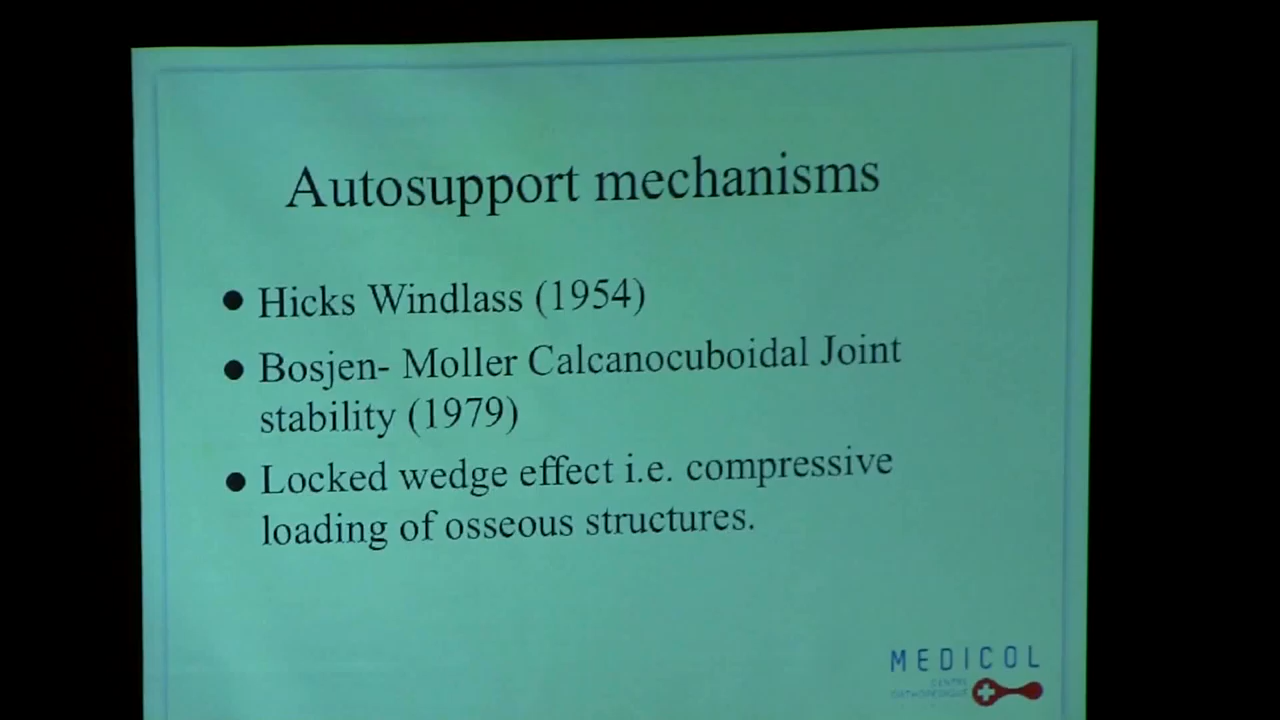 Autosupport mechanisms
● Hicks Windlass (1954)
● Bosjen- Moller Calcanocuboidal Joint
stability (1979)
● Locked wedge effect i.e. compressive
loading of osseous structures.
MEDICOL
CENTRE